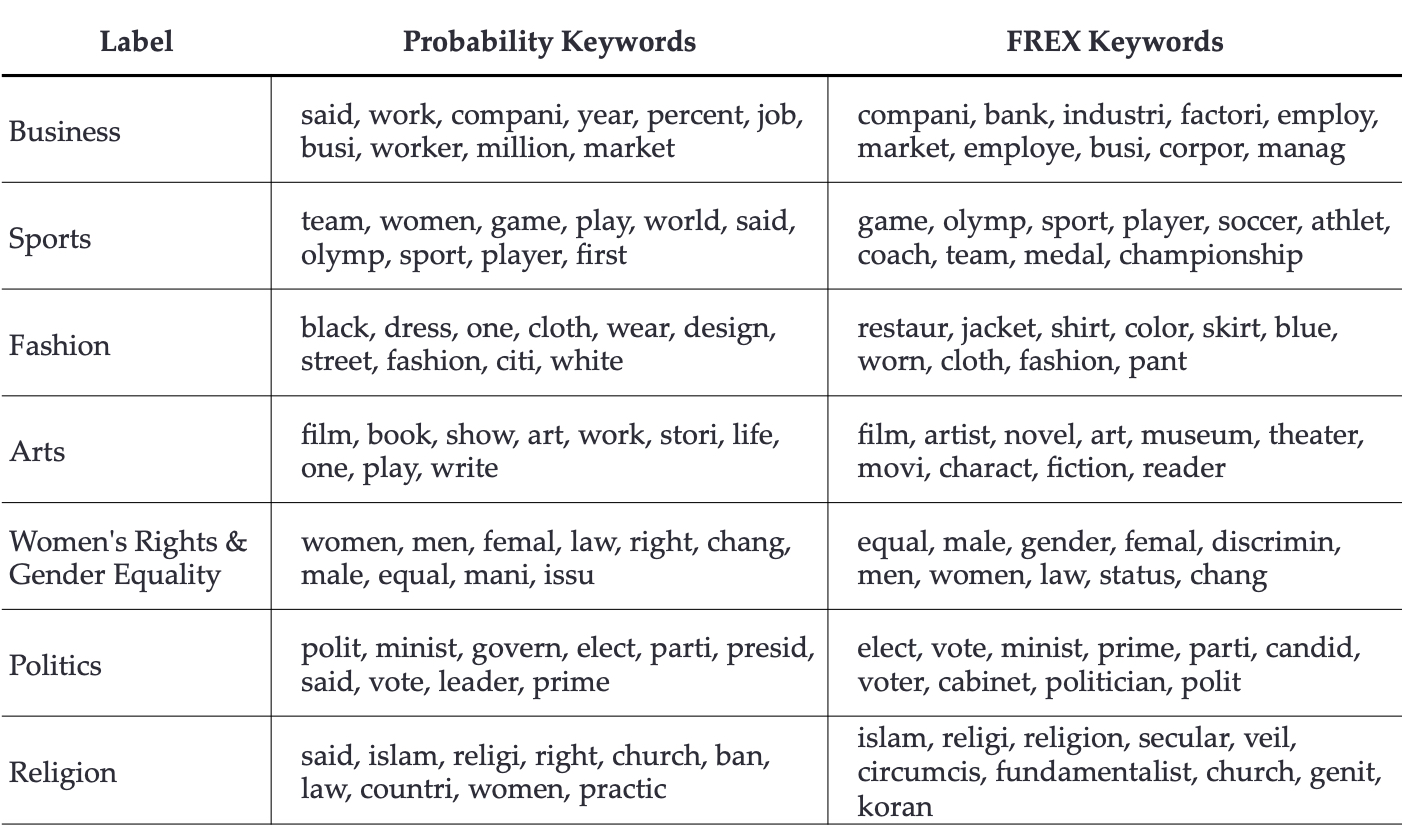 Label Probability Keywords FREX Keywords
Business
said, work, compani, year, percent, job,
busi, worker, million, market
compani, bank, industri, factori, employ,
market, employe, busi, corpor, manag
Sports
team, women, game, play, world, said,
olymp, sport, player, first
game, olymp, sport, player, soccer, athlet,
coach, team, medal, championship
Fashion
black, dress, one, cloth, wear, design,
street, fashion, citi, white
restaur, jacket, shirt, color, skirt, blue,
worn, cloth, fashion, pant
Arts
film, book, show, art, work, stori, life,
one, play, write
film, artist, novel, art, museum, theater,
movi, charact, fiction, reader
Women's Rights &
Gender Equality
women, men, femal, law, right, chang,
male, equal, mani, issu
equal, male, gender, femal, discrimin,
men, women, law, status, chang
Politics
polit, minist, govern, elect, parti, presid,
said, vote, leader, prime
elect, vote, minist, prime, parti, candid,
voter, cabinet, politician, polit
Religion
said, islam, religi, right, church, ban,
law, countri, women, practic
islam, religi, religion, secular, veil,
circumcis, fundamentalist, church, genit,
koran